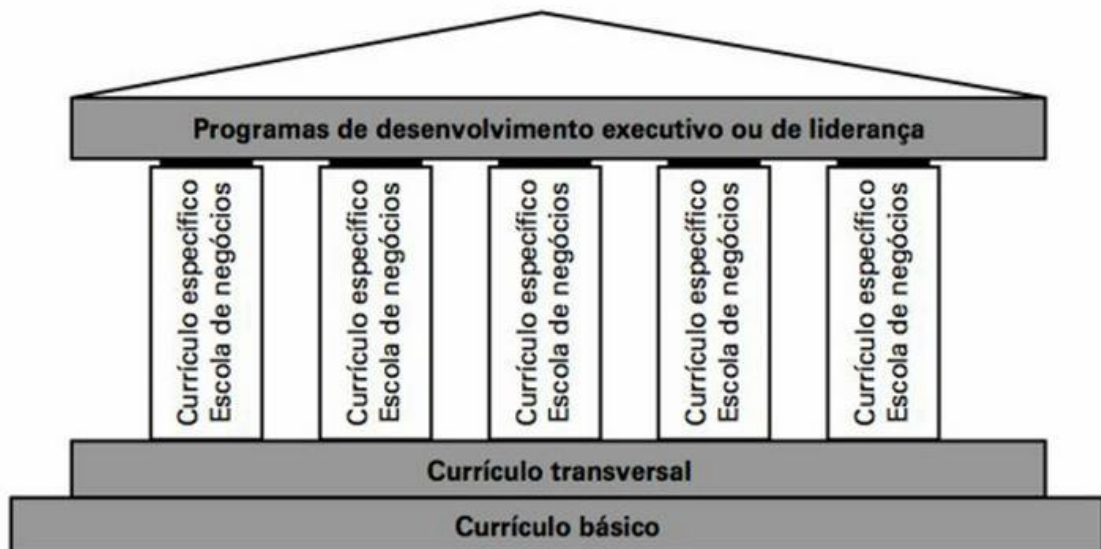 Programas de desenvolvimento executivo ou de liderança
Currículo específico
Escola de negócios
Currículo específico
Escola de negócios
Currículo específico
Escola de negócios
Currículo específico
Escola de negócios
Currículo específico
Escola de negócios
Currículo transversal
Currículo básico